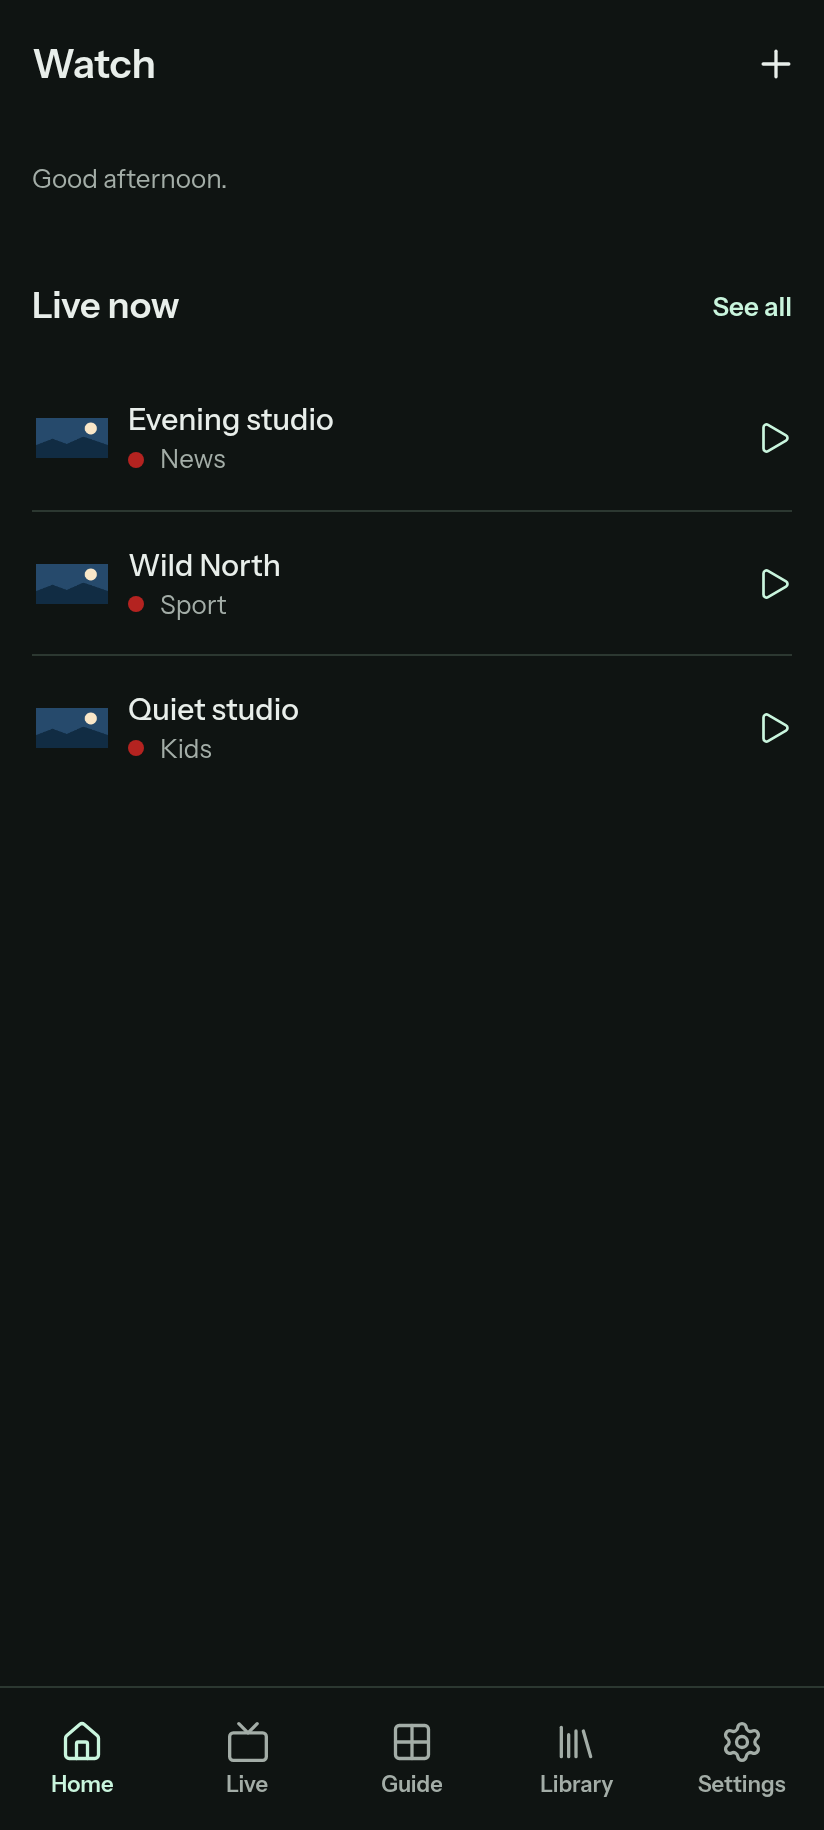 Watch
Good afternoon.
Live now
See all
Evening studio
News
Wild North
Sport
Quiet studio
Kids
Home
Live
Guide
Library
Settings